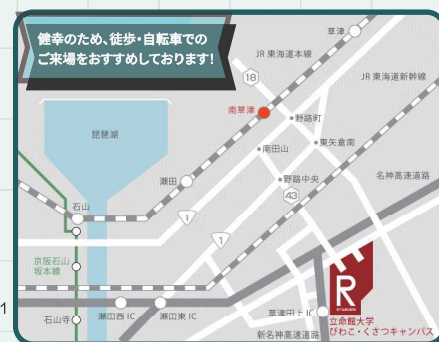 健幸のため、徒歩・自転車での
ご来場をおすすめしております!
草津
JR 東海道本線
18
JR 東海道新幹線
南草津
野路町
琵琶湖
東矢倉南
南田山
瀬田
野路中央
名神高速道路
43
石山
1
1
京阪石山
坂本線
R
RITSUMEIKAN
瀬田西 IC
瀬田東 IC
草津田上 IC
石山寺
立命館大学
びわこ・くさつキャンパス
新名神高速道路
1